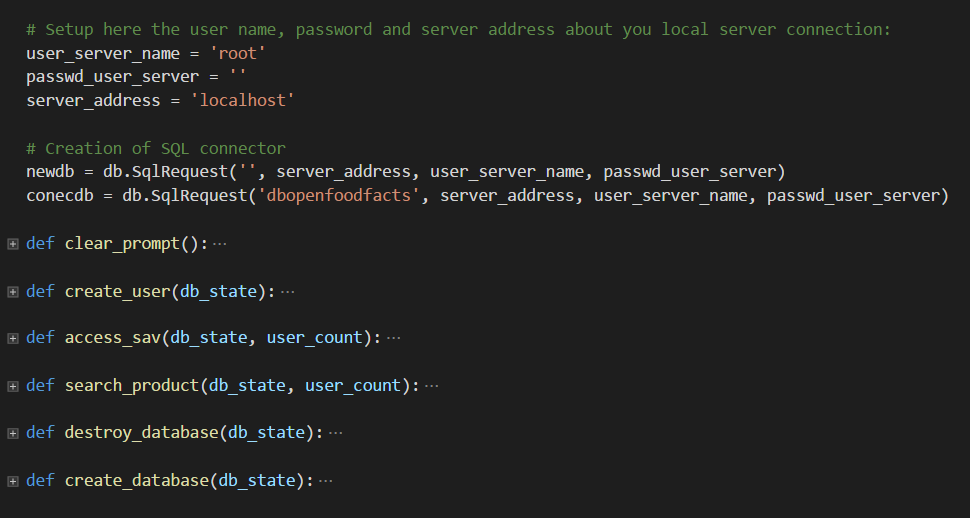 # Setup here the user name, password and server address about you local server connection:
user_server_name = 'root'
passwd_user_server = ''
server_address = 'localhost'
# Creation of SQL connector
newdb = db.SqlRequest('', server_address, user_server_name, passwd_user_server)
conecdb = db.SqlRequest('dbopenfoodfacts', server_address, user_server_name, passwd_user_server)
def clear_prompt():···
def create_user(db_state):···
def access_sav(db_state, user_count):···
def search_product(db_state, user_count):···
def destroy_database(db_state):···
def create_database(db_state):···